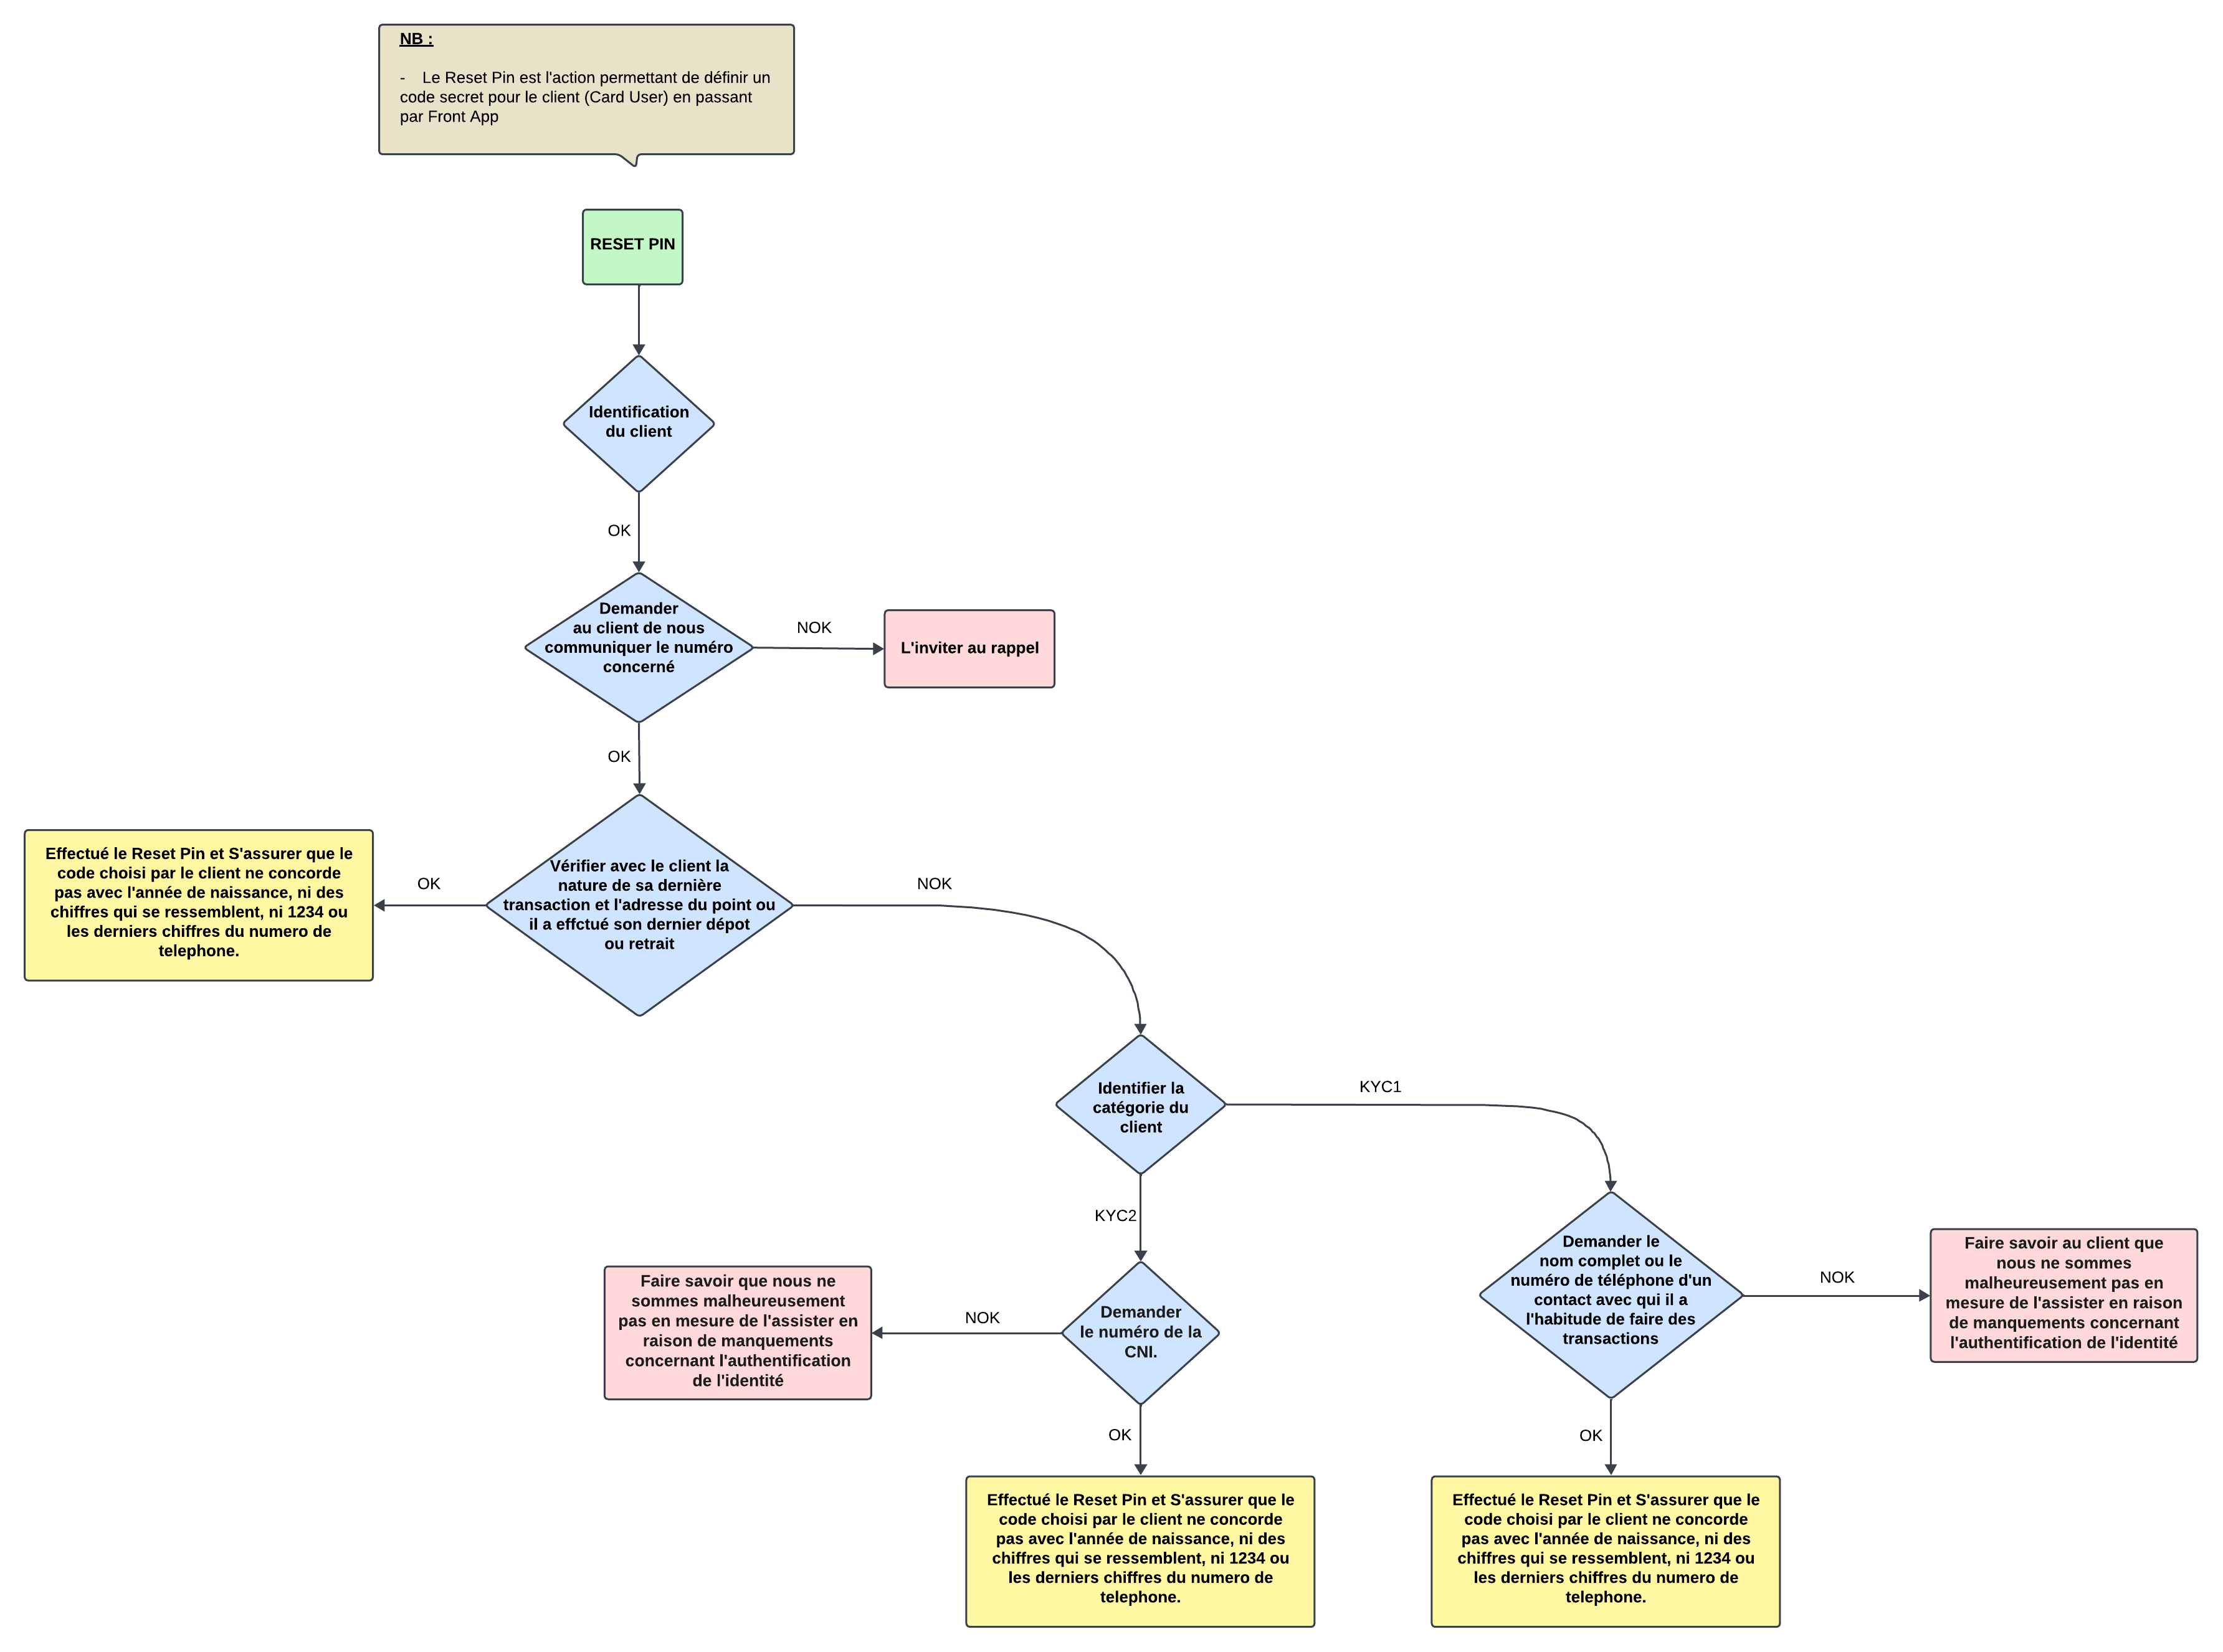 NB :
-    Le Reset Pin est l'action permettant de définir un
code secret pour le client (Card User) en passant
par Front App
RESET PIN
Identification
du client
OK
Demander
au client de nous
communiquer le numéro
concerné
NOK
L'inviter au rappel
OK
Vérifier avec le client la
nature de sa dernière
transaction et l'adresse du point ou
il a effctué son dernier dépot
ou retrait
OK
Effectué le Reset Pin et S'assurer que le
code choisi par le client ne concorde
pas avec l'année de naissance, ni des
chiffres qui se ressemblent, ni 1234 ou
les derniers chiffres du numero de
telephone.
NOK
Identifier la
catégorie du
client
KYC1
KYC2
Demander le
nom complet ou le
numéro de téléphone d'un
contact avec qui il a
l'habitude de faire des
transactions
NOK
Faire savoir au client que
nous ne sommes
malheureusement pas en
mesure de l'assister en raison
de manquements concernant
l'authentification de l'identité
Demander
le numéro de la
CNI.
NOK
Faire savoir que nous ne
sommes malheureusement
pas en mesure de l'assister en
raison de manquements
concernant l'authentification
de l'identité
OK
Effectué le Reset Pin et S'assurer que le
code choisi par le client ne concorde
pas avec l'année de naissance, ni des
chiffres qui se ressemblent, ni 1234 ou
les derniers chiffres du numero de
telephone.
OK
Effectué le Reset Pin et S'assurer que le
code choisi par le client ne concorde
pas avec l'année de naissance, ni des
chiffres qui se ressemblent, ni 1234 ou
les derniers chiffres du numero de
telephone.